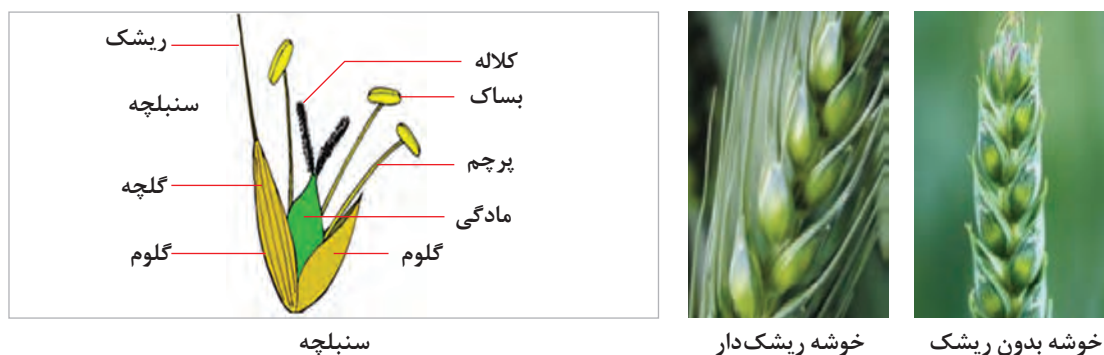 ریشک
سنبلچه
گلچه
گلوم
کلاله
بساک
پرچم
مادگی
گلوم
سنبلچه
خوشه ریشک‌دار
خوشه بدون ریشک